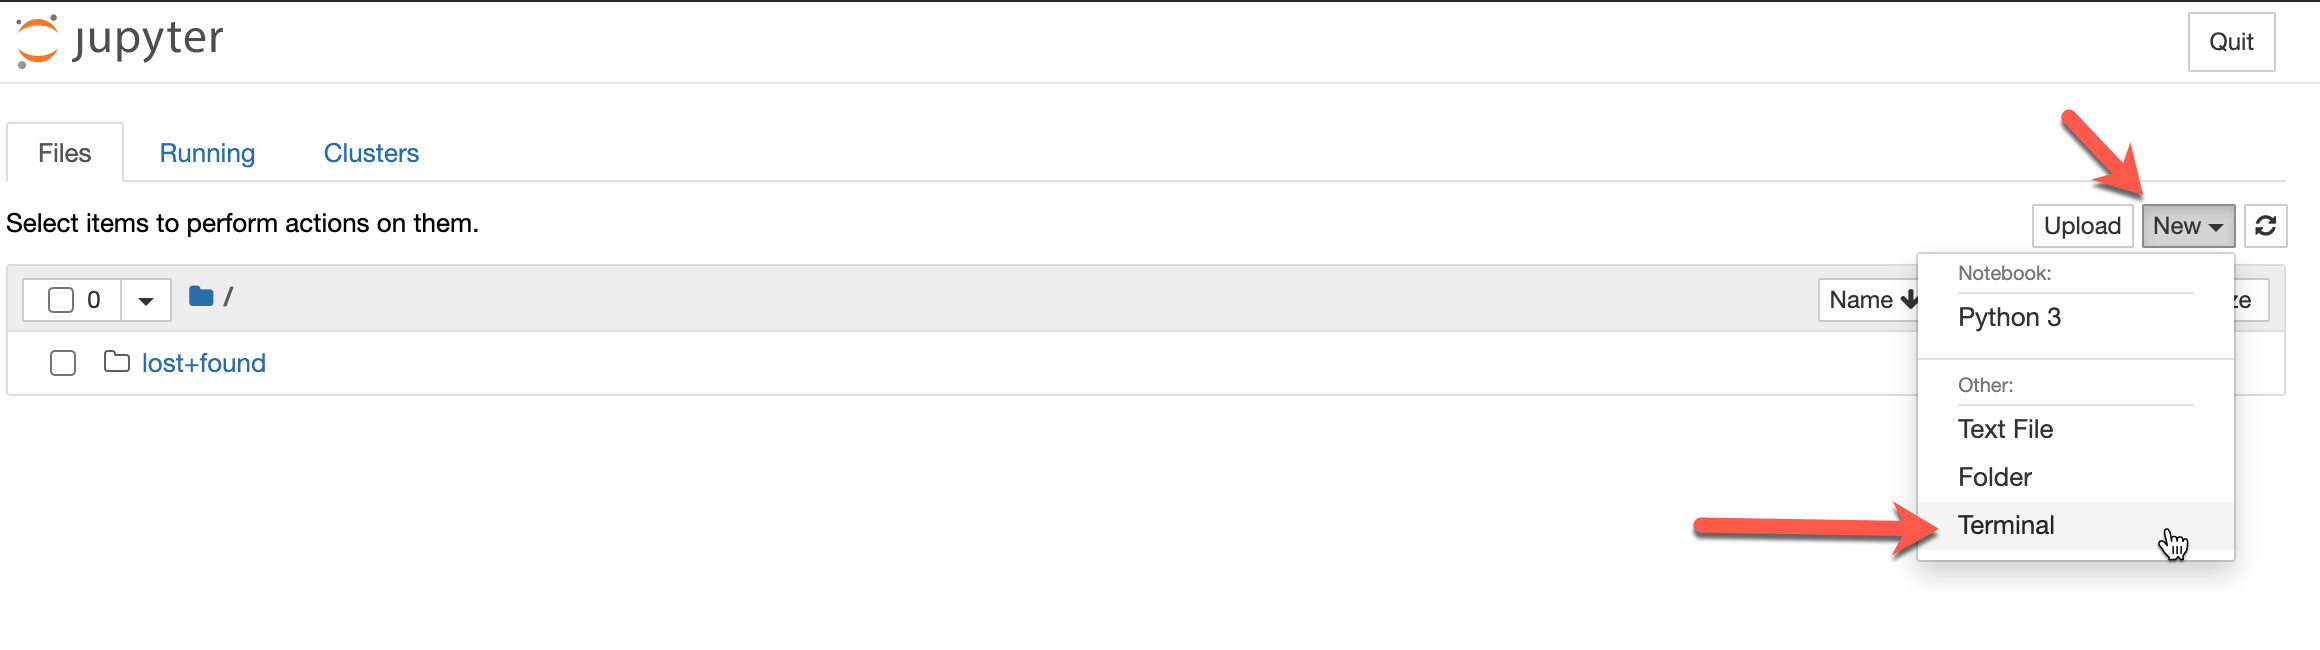 jupyter
Quit
Files Running Clusters
Select items to perform actions on them.
Upload New
0 /
Name
Notebook:
Python 3
lost+found
Other:
Text File
Folder
Terminal